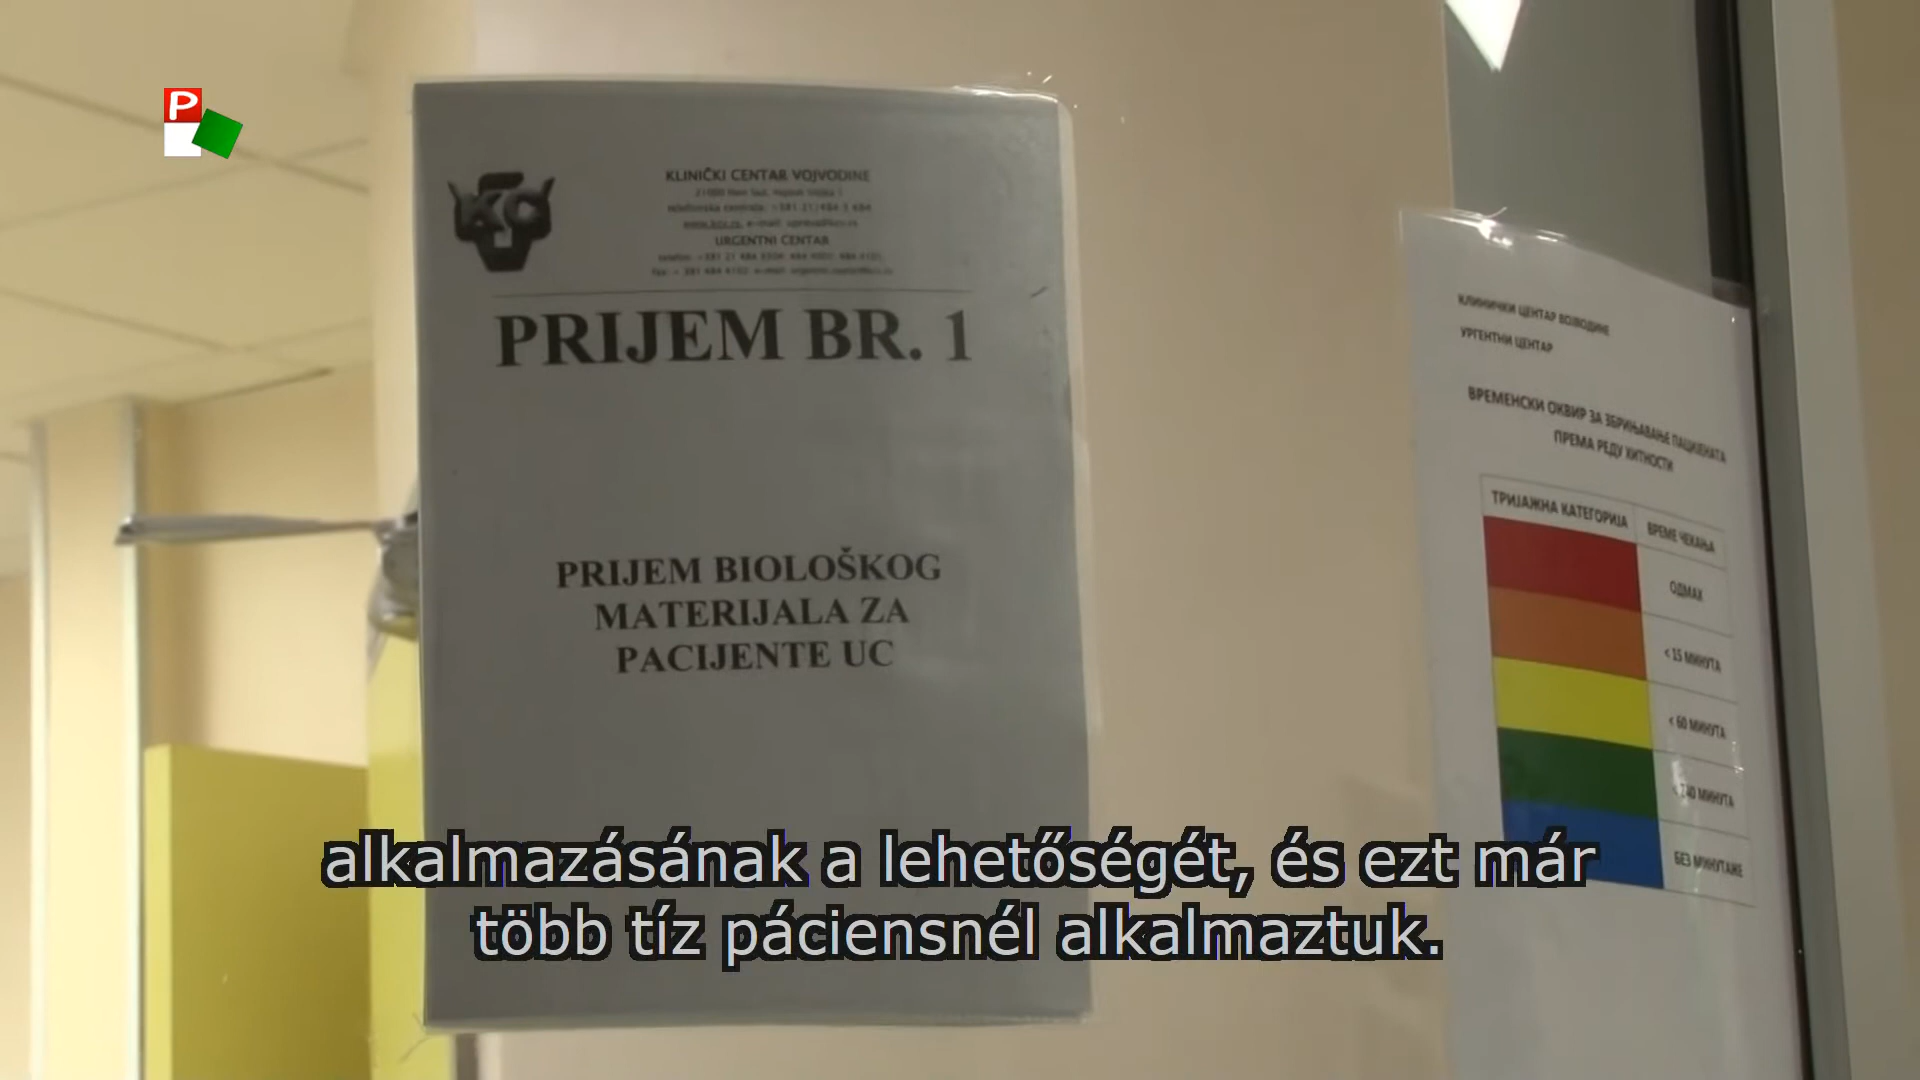 P
KLINIČKI CENTAR VOJVODINE
URGENTNI CENTAR
PRIJEM BR. 1
PRIJEM BIOLOŠKOG
MATERIJALA ZA
PACIJENTE UC
КЛИНИЧКИ ЦЕНТАР ВОЈВОДИНЕ
УРГЕНТНИ ЦЕНТАР
ВРЕМЕНСКИ ОКВИР ЗА ЗБРИЊАВАЊЕ ПАЦИЈЕНАТА
ПРЕМА РЕДУ ХИТНОСТИ
ТРИЈАЖНА КАТЕГОРИЈА ВРЕМЕ ЧЕКАЊА
ОДМАХ
< 15 МИНУТА
< 60 МИНУТА
МИНУТА
БЕЗ МИНУТАЖЕ
alkalmazásának a lehetőségét, és ezt már
több tíz páciensnél alkalmaztuk.